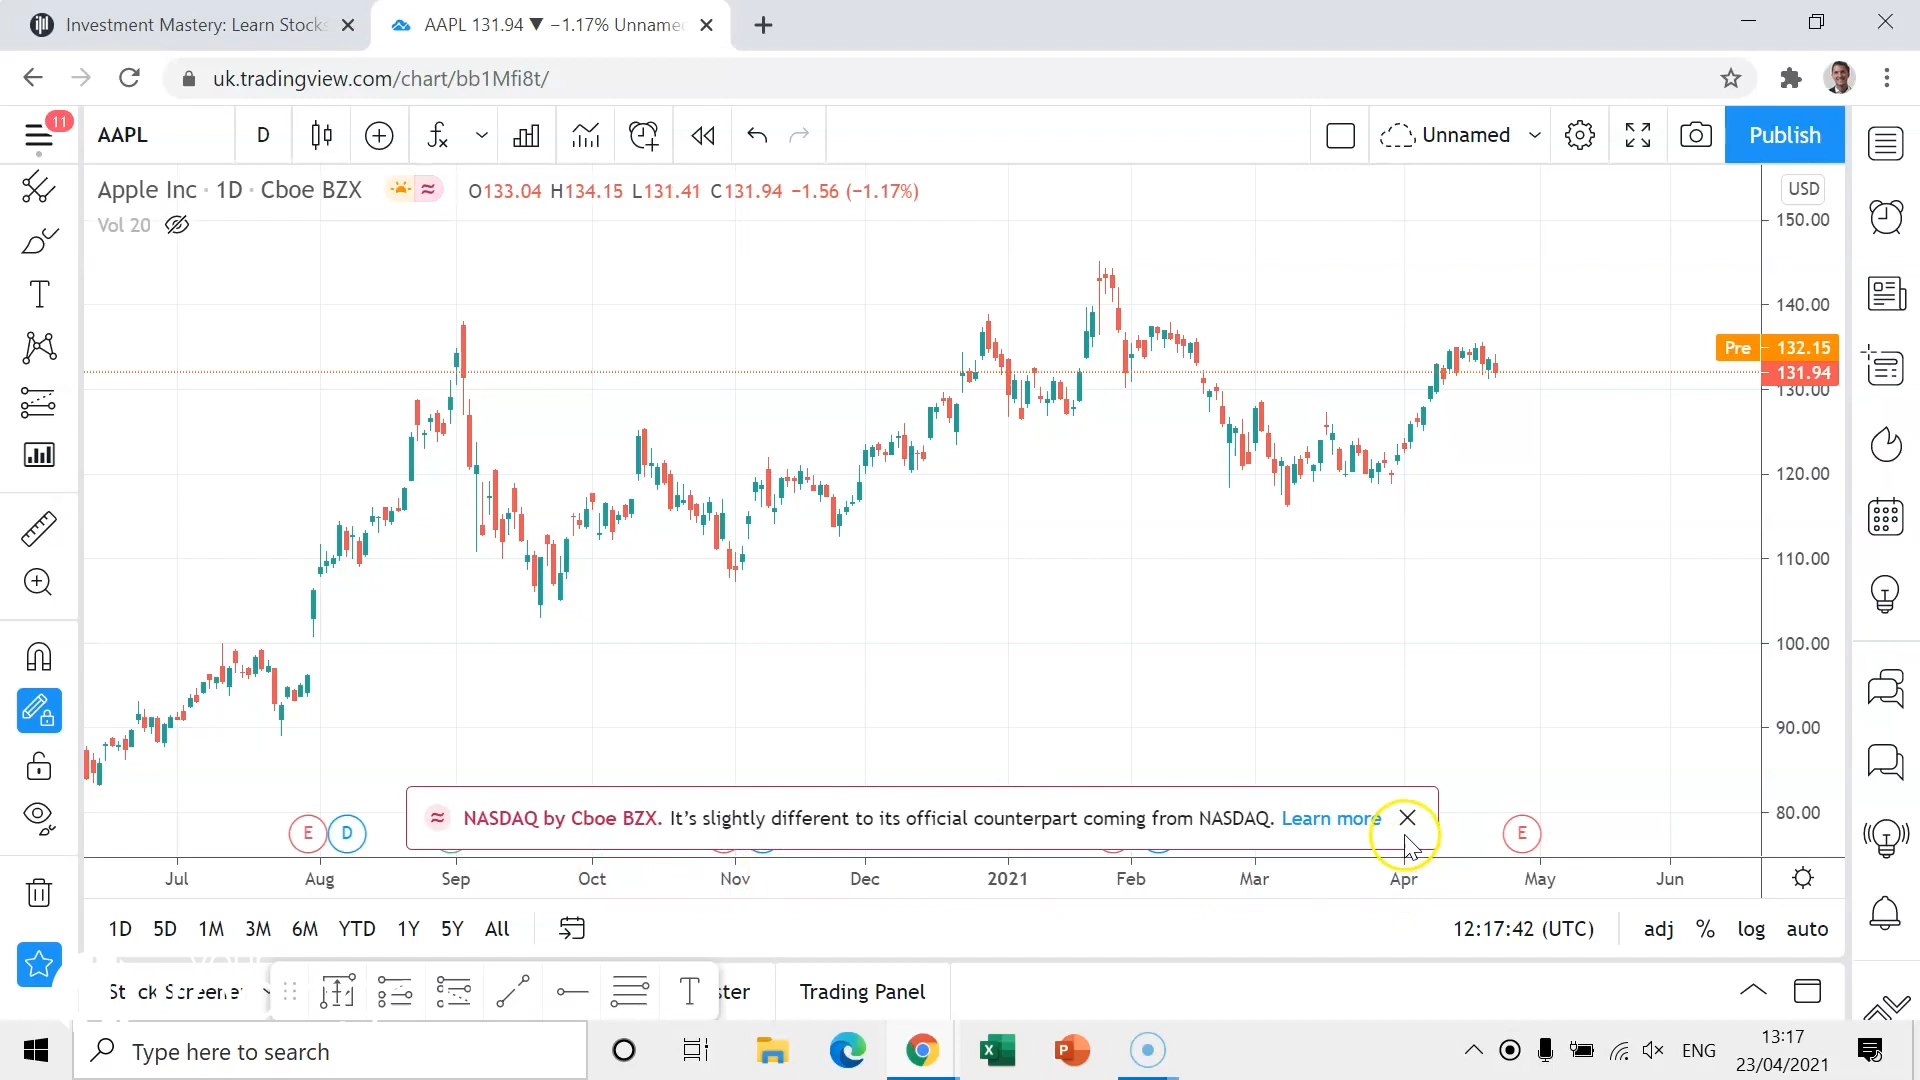 Investment Mastery: Learn Stocks
AAPL 131.94 ▼ −1.17% Unname
uk.tradingview.com/chart/bb1Mfi8t/
11
AAPL
D
Unnamed
Publish
Apple Inc · 1D · Cboe BZX
O133.04 H134.15 L131.41 C131.94 −1.56 (−1.17%)
USD
Vol 20
150.00
140.00
Pre 132.15
131.94
130.00
120.00
110.00
100.00
90.00
80.00
NASDAQ by Cboe BZX. It's slightly different to its official counterpart coming from NASDAQ. Learn more
E D E
Jul Aug Sep Oct Nov Dec 2021 Feb Mar Apr May Jun
1D 5D 1M 3M 6M YTD 1Y 5Y All
12:17:42 (UTC) adj % log auto
Trading Panel
Type here to search
ENG
13:17
23/04/2021